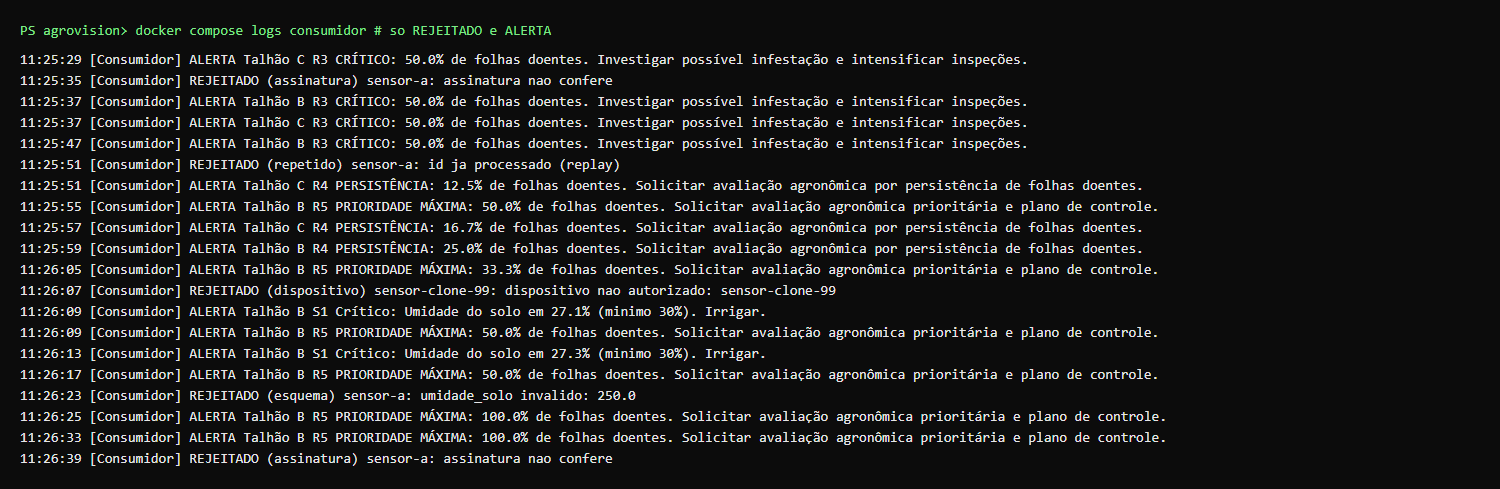 PS agrovision> docker compose logs consumidor # so REJEITADO e ALERTA
11:25:29 [Consumidor] ALERTA Talhão C R3 CRÍTICO: 50.0% de folhas doentes. Investigar possível infestação e intensificar inspeções.
11:25:35 [Consumidor] REJEITADO (assinatura) sensor-a: assinatura nao confere
11:25:37 [Consumidor] ALERTA Talhão B R3 CRÍTICO: 50.0% de folhas doentes. Investigar possível infestação e intensificar inspeções.
11:25:37 [Consumidor] ALERTA Talhão C R3 CRÍTICO: 50.0% de folhas doentes. Investigar possível infestação e intensificar inspeções.
11:25:47 [Consumidor] ALERTA Talhão B R3 CRÍTICO: 50.0% de folhas doentes. Investigar possível infestação e intensificar inspeções.
11:25:51 [Consumidor] REJEITADO (repetido) sensor-a: id ja processado (replay)
11:25:51 [Consumidor] ALERTA Talhão C R4 PERSISTÊNCIA: 12.5% de folhas doentes. Solicitar avaliação agronômica por persistência de folhas doentes.
11:25:55 [Consumidor] ALERTA Talhão B R5 PRIORIDADE MÁXIMA: 50.0% de folhas doentes. Solicitar avaliação agronômica prioritária e plano de controle.
11:25:57 [Consumidor] ALERTA Talhão C R4 PERSISTÊNCIA: 16.7% de folhas doentes. Solicitar avaliação agronômica por persistência de folhas doentes.
11:25:59 [Consumidor] ALERTA Talhão B R4 PERSISTÊNCIA: 25.0% de folhas doentes. Solicitar avaliação agronômica por persistência de folhas doentes.
11:26:05 [Consumidor] ALERTA Talhão B R5 PRIORIDADE MÁXIMA: 33.3% de folhas doentes. Solicitar avaliação agronômica prioritária e plano de controle.
11:26:07 [Consumidor] REJEITADO (dispositivo) sensor-clone-99: dispositivo nao autorizado: sensor-clone-99
11:26:09 [Consumidor] ALERTA Talhão B S1 Crítico: Umidade do solo em 27.1% (minimo 30%). Irrigar.
11:26:09 [Consumidor] ALERTA Talhão B R5 PRIORIDADE MÁXIMA: 50.0% de folhas doentes. Solicitar avaliação agronômica prioritária e plano de controle.
11:26:13 [Consumidor] ALERTA Talhão B S1 Crítico: Umidade do solo em 27.3% (minimo 30%). Irrigar.
11:26:17 [Consumidor] ALERTA Talhão B R5 PRIORIDADE MÁXIMA: 50.0% de folhas doentes. Solicitar avaliação agronômica prioritária e plano de controle.
11:26:23 [Consumidor] REJEITADO (esquema) sensor-a: umidade_solo invalido: 250.0
11:26:25 [Consumidor] ALERTA Talhão B R5 PRIORIDADE MÁXIMA: 100.0% de folhas doentes. Solicitar avaliação agronômica prioritária e plano de controle.
11:26:33 [Consumidor] ALERTA Talhão B R5 PRIORIDADE MÁXIMA: 100.0% de folhas doentes. Solicitar avaliação agronômica prioritária e plano de controle.
11:26:39 [Consumidor] REJEITADO (assinatura) sensor-a: assinatura nao confere